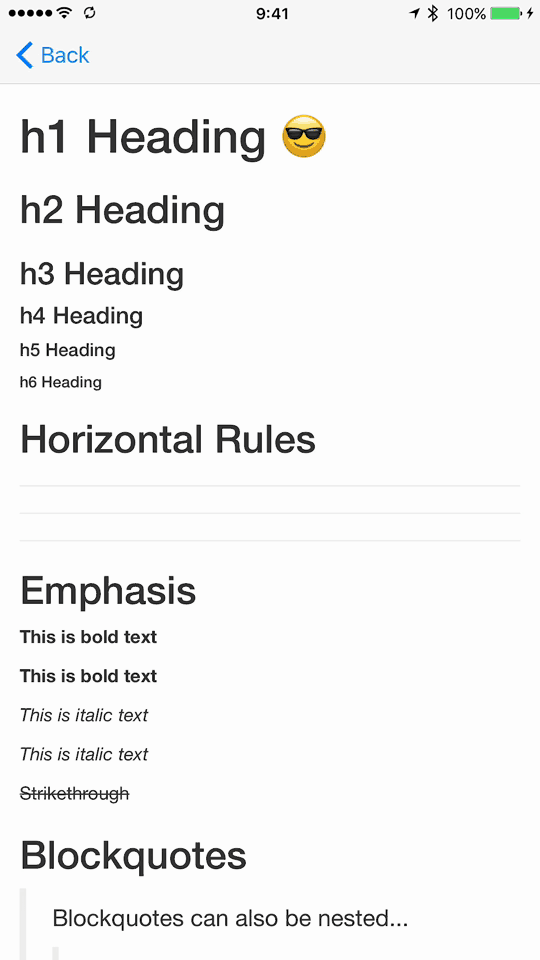 9:41
100%
Back
h1 Heading 😎
h2 Heading
h3 Heading
h4 Heading
h5 Heading
h6 Heading
Horizontal Rules
Emphasis
This is bold text
This is bold text
This is italic text
This is italic text
Strikethrough
Blockquotes
Blockquotes can also be nested...